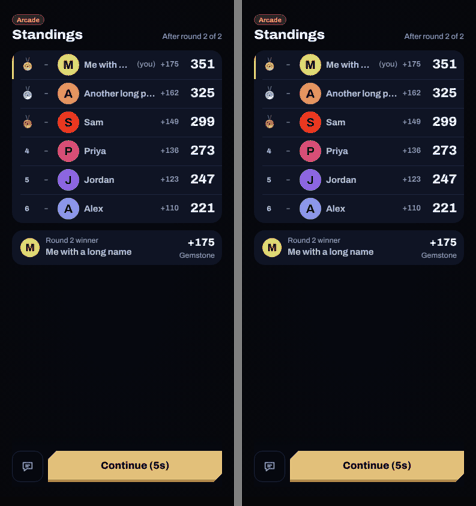 Arcade
Standings After round 2 of 2
M Me with ... (you) +175 351
A Another long p... +162 325
S Sam +149 299
4 – P Priya +136 273
5 – J Jordan +123 247
6 – A Alex +110 221
M Round 2 winner +175
Me with a long name Gemstone
Continue (5s)
Arcade
Standings After round 2 of 2
M Me with ... (you) +175 351
A Another long p... +162 325
S Sam +149 299
4 – P Priya +136 273
5 – J Jordan +123 247
6 – A Alex +110 221
M Round 2 winner +175
Me with a long name Gemstone
Continue (5s)